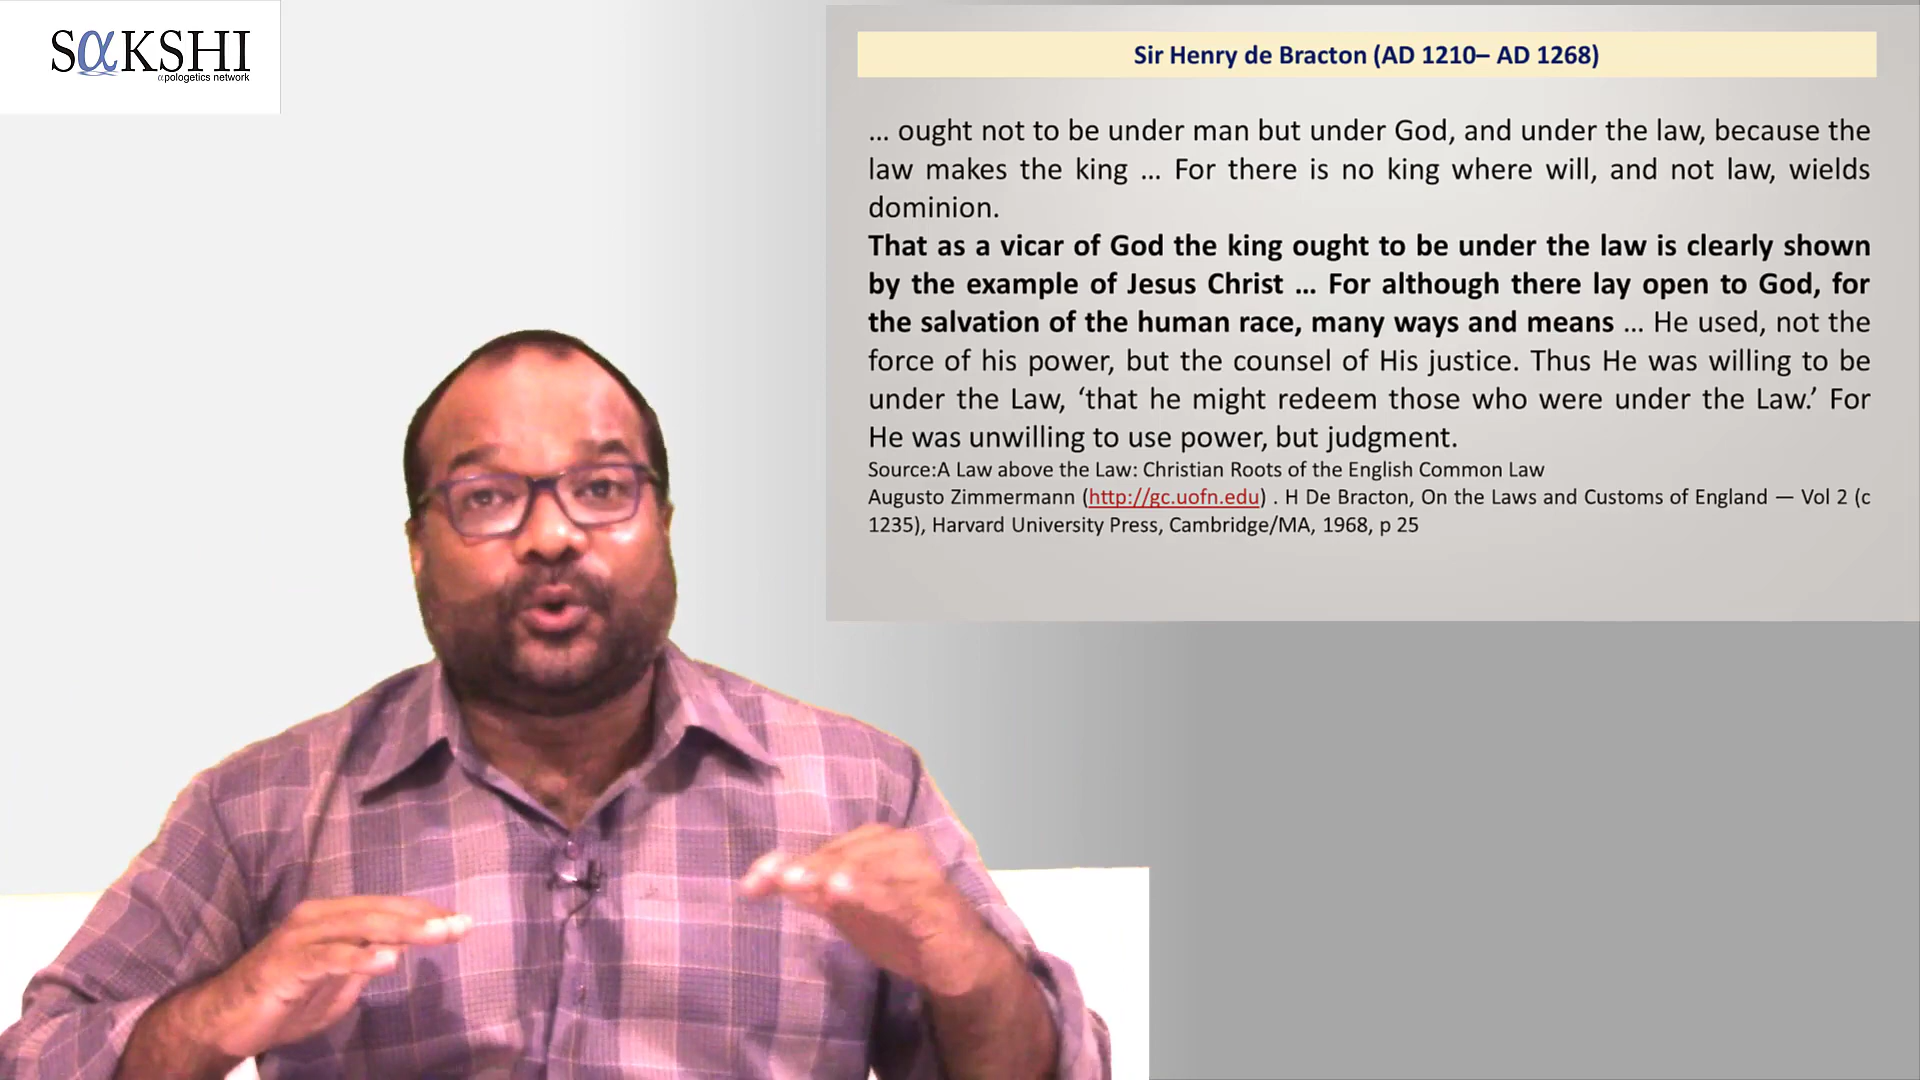 SαKSHI
αpologetics network
Sir Henry de Bracton (AD 1210– AD 1268)
... ought not to be under man but under God, and under the law, because the
law makes the king ... For there is no king where will, and not law, wields
dominion.
That as a vicar of God the king ought to be under the law is clearly shown
by the example of Jesus Christ ... For although there lay open to God, for
the salvation of the human race, many ways and means ... He used, not the
force of his power, but the counsel of His justice. Thus He was willing to be
under the Law, ‘that he might redeem those who were under the Law.’ For
He was unwilling to use power, but judgment.
Source:A Law above the Law: Christian Roots of the English Common Law
Augusto Zimmermann (http://gc.uofn.edu) . H De Bracton, On the Laws and Customs of England — Vol 2 (c
1235), Harvard University Press, Cambridge/MA, 1968, p 25